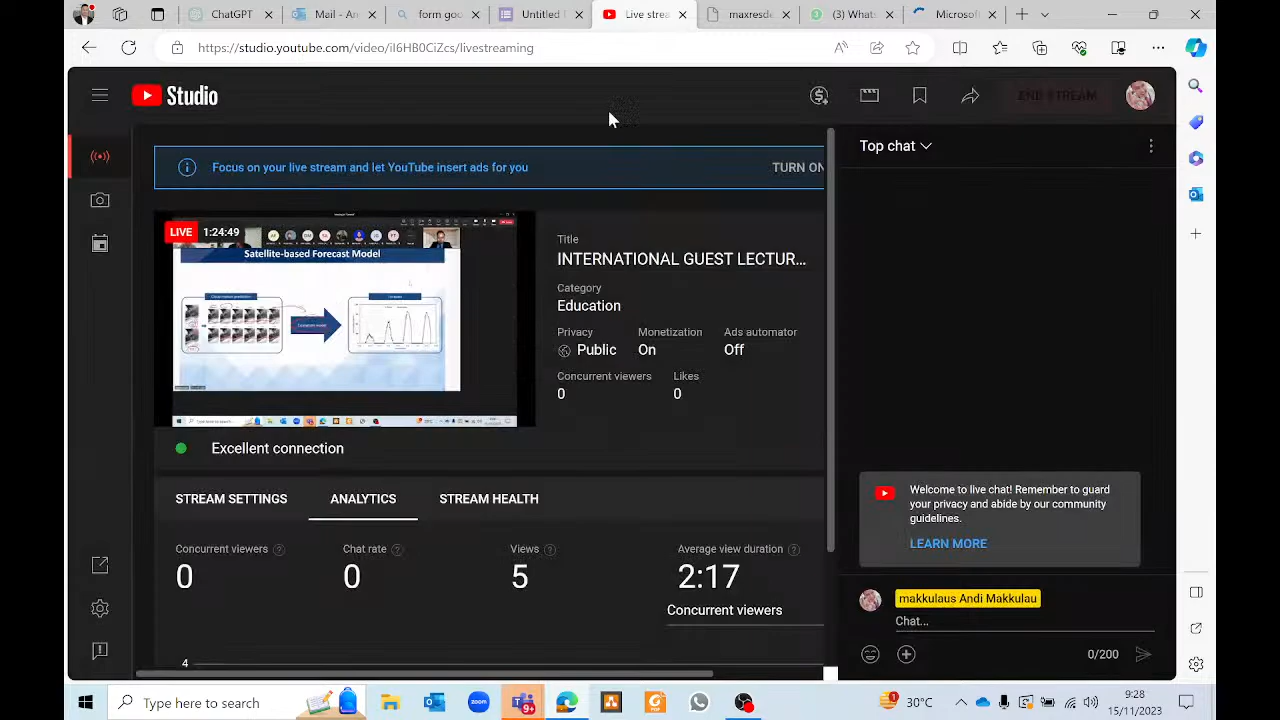 ChatGPT
Mail - An
form goo
Untitled f
Live strea
maxresde
(3) Whats
Microsoft
https://studio.youtube.com/video/iI6HB0CiZcs/livestreaming
Studio
END STREAM
Focus on your live stream and let YouTube insert ads for you
TURN ON
Top chat
LIVE 1:24:49
Satellite-based Forecast Model
Title
INTERNATIONAL GUEST LECTUR...
Category
Education
Privacy Monetization Ads automator
Public On Off
Concurrent viewers Likes
0 0
Excellent connection
STREAM SETTINGS ANALYTICS STREAM HEALTH
Concurrent viewers Chat rate Views Average view duration
0 0 5 2:17
Concurrent viewers
4
Welcome to live chat! Remember to guard
your privacy and abide by our community
guidelines.
LEARN MORE
makkulaus Andi Makkulau
Chat...
0/200
Type here to search
zoom
9+
1
30°C
9:28
15/11/2023